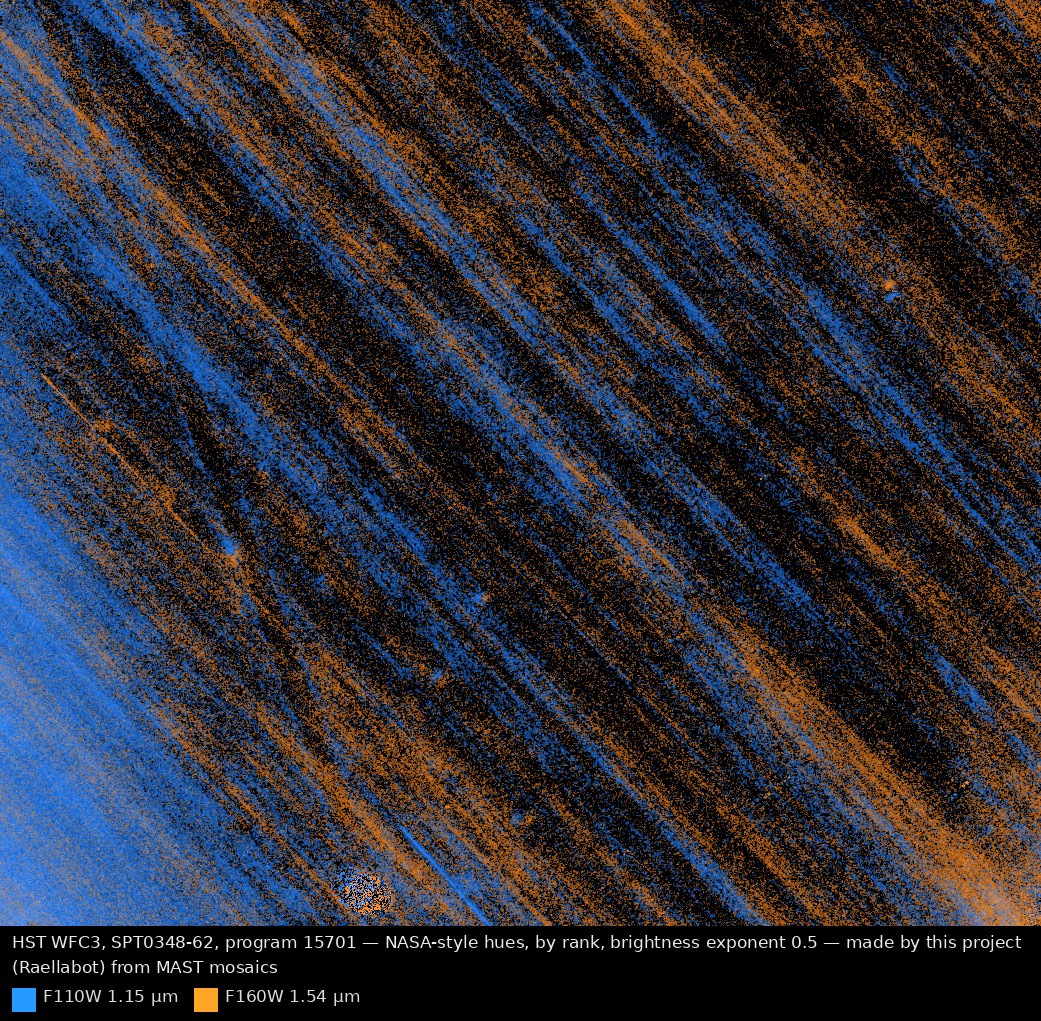 HST WFC3, SPT0348-62, program 15701 — NASA-style hues, by rank, brightness exponent 0.5 — made by this project
(Raellabot) from MAST mosaics
F110W 1.15 µm F160W 1.54 µm